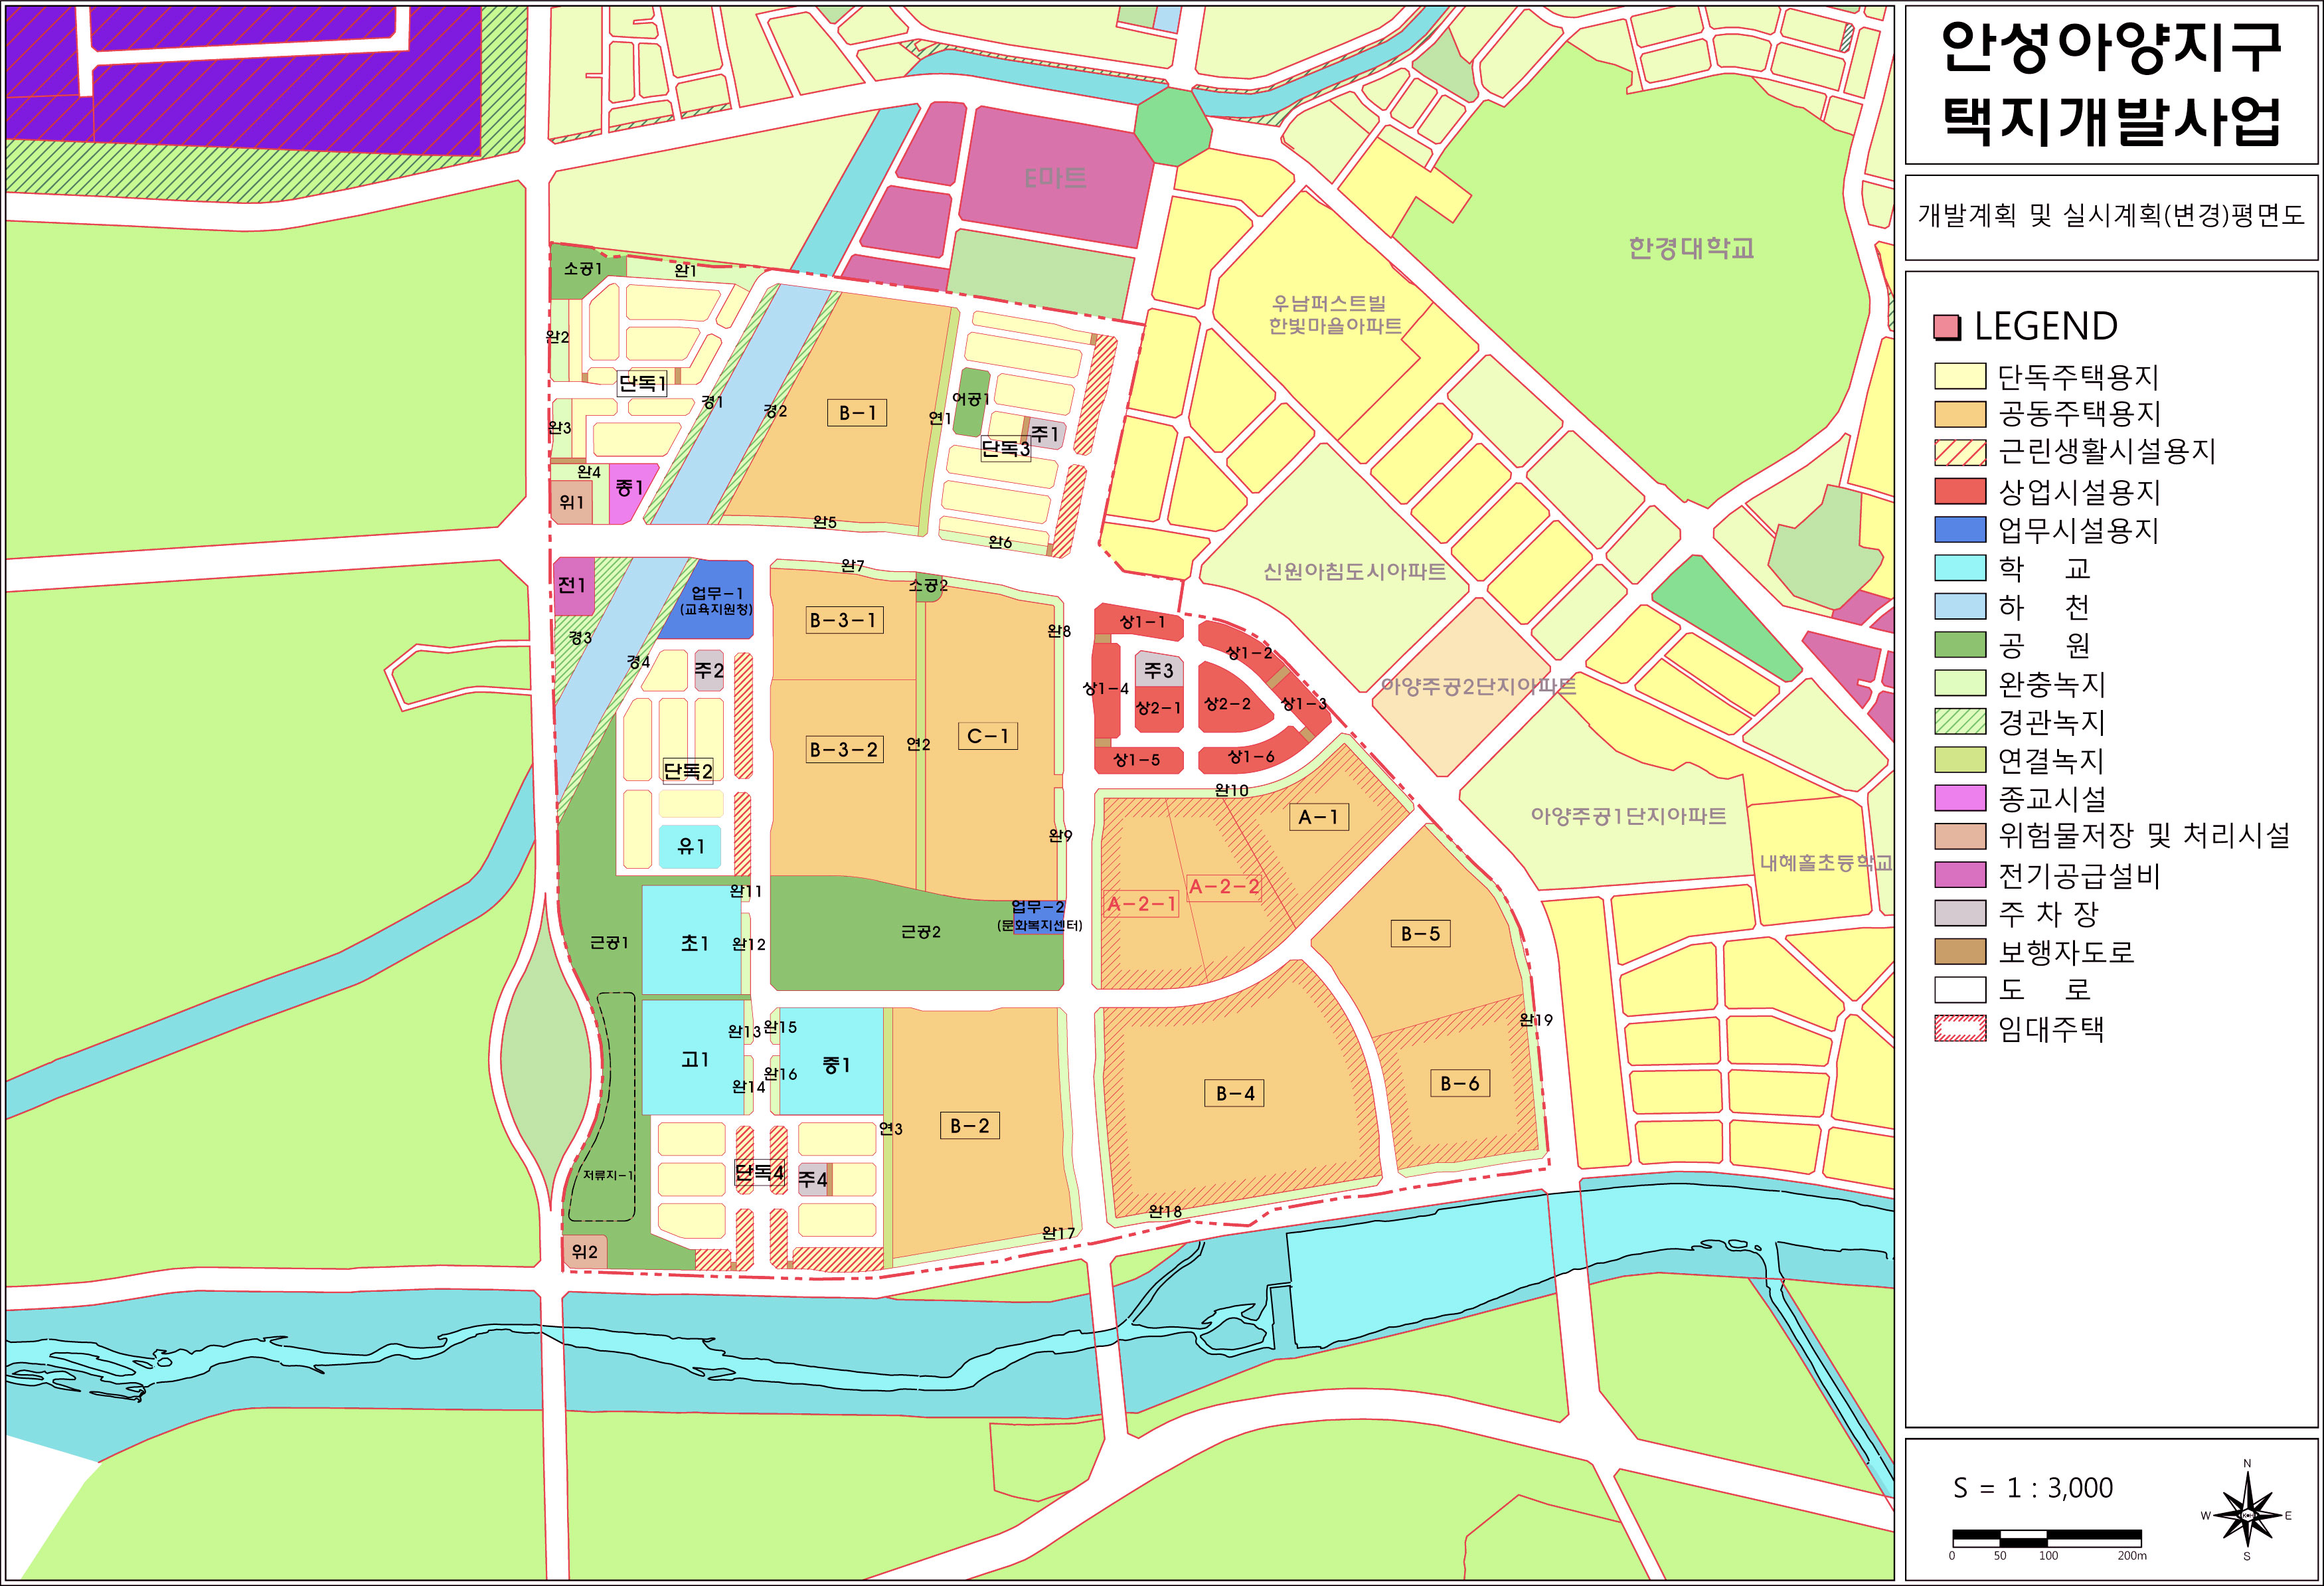 안성아양지구
택지개발사업
개발계획 및 실시계획(변경)평면도
LEGEND
단독주택용지
공동주택용지
근린생활시설용지
상업시설용지
업무시설용지
학 교
하 천
공 원
완충녹지
경관녹지
연결녹지
종교시설
위험물저장 및 처리시설
전기공급설비
주 차 장
보행자도로
도 로
임대주택
S = 1 : 3,000
0 50 100 200m
N
W E
S
E마트
한경대학교
우남퍼스트빌
한빛마을아파트
신원아침도시아파트
아양주공2단지아파트
아양주공1단지아파트
내혜홀초등학교
소공1
완1
완2
단독1
경1
경2
B-1
연1
어공1
주1
단독3
완3
완4
종1
위1
완5
완6
전1
업무-1
(교육지원청)
완7
소공2
경3
경4
주2
B-3-1
완8
상1-1
상1-2
주3
상1-4
상2-1
상2-2
상1-3
상1-5
상1-6
단독2
B-3-2
연2
C-1
완10
A-1
유1
완9
완11
A-2-1
A-2-2
업무-2
(문화복지센터)
근공1
초1
완12
근공2
B-5
완13
완15
고1
완14
완16
중1
완19
B-4
B-6
B-2
연3
단독4
주4
저류지-1
완18
완17
위2